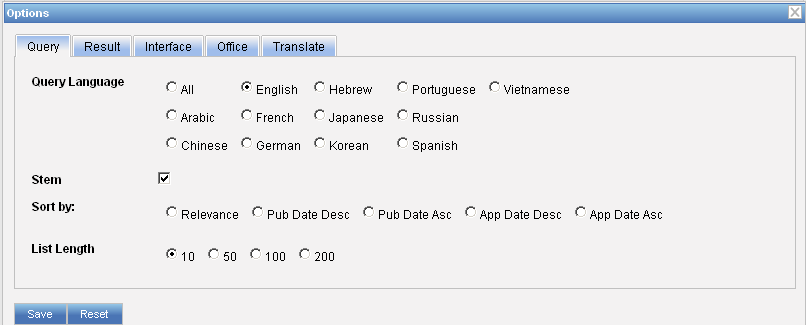 Options
Query Result Interface Office Translate
Query Language All English Hebrew Portuguese Vietnamese
Arabic French Japanese Russian
Chinese German Korean Spanish
Stem
Sort by: Relevance Pub Date Desc Pub Date Asc App Date Desc App Date Asc
List Length 10 50 100 200
Save Reset